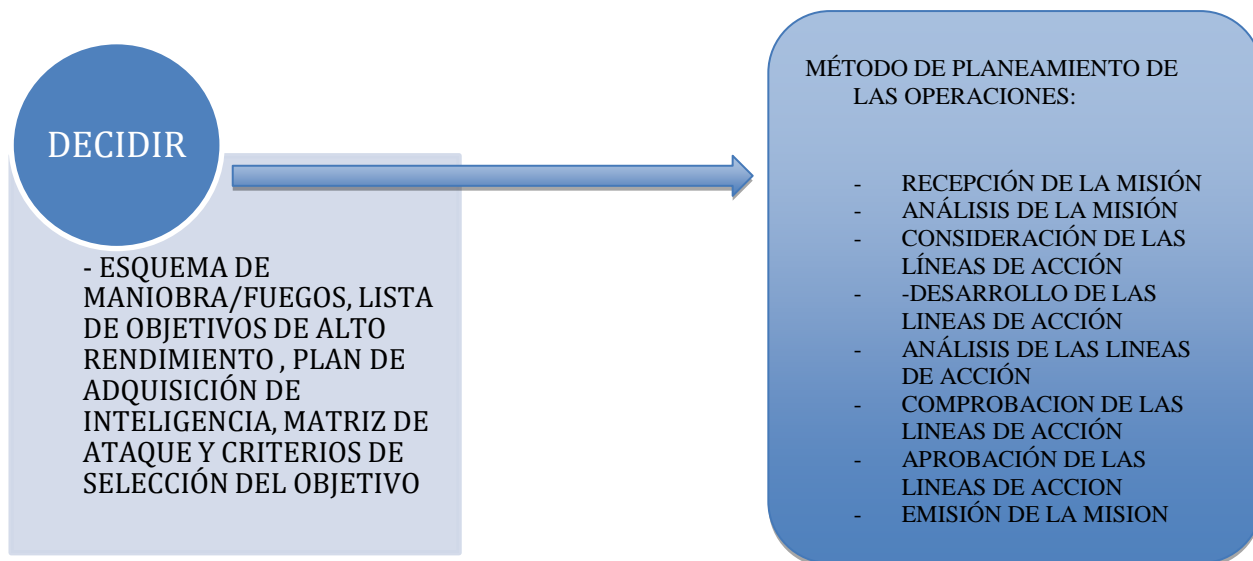 DECIDIR
- ESQUEMA DE
MANIOBRA/FUEGOS, LISTA
DE OBJETIVOS DE ALTO
RENDIMIENTO , PLAN DE
ADQUISICIÓN DE
INTELIGENCIA, MATRIZ DE
ATAQUE Y CRITERIOS DE
SELECCIÓN DEL OBJETIVO
MÉTODO DE PLANEAMIENTO DE
LAS OPERACIONES:
- RECEPCIÓN DE LA MISIÓN
- ANÁLISIS DE LA MISIÓN
- CONSIDERACIÓN DE LAS
LÍNEAS DE ACCIÓN
- -DESARROLLO DE LAS
LINEAS DE ACCIÓN
- ANÁLISIS DE LAS LINEAS
DE ACCIÓN
- COMPROBACION DE LAS
LINEAS DE ACCIÓN
- APROBACIÓN DE LAS
LINEAS DE ACCION
- EMISIÓN DE LA MISION